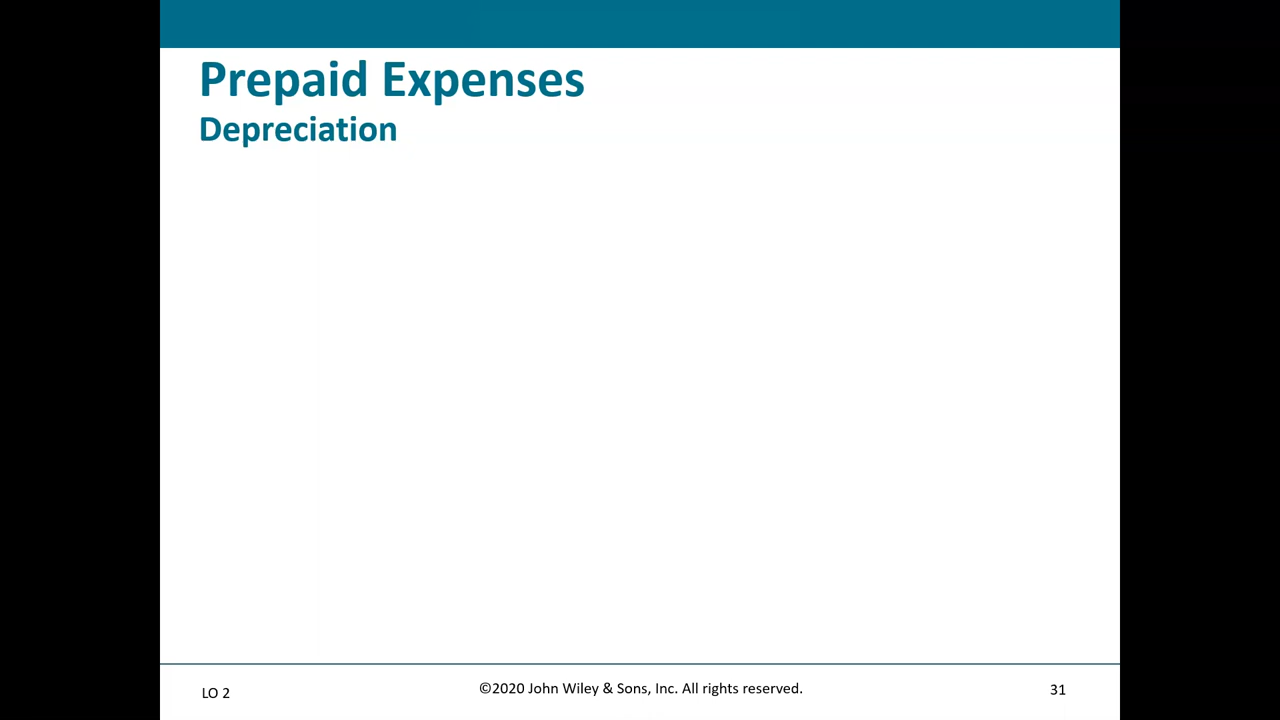 Prepaid Expenses
Depreciation
LO 2
©2020 John Wiley & Sons, Inc. All rights reserved.
31